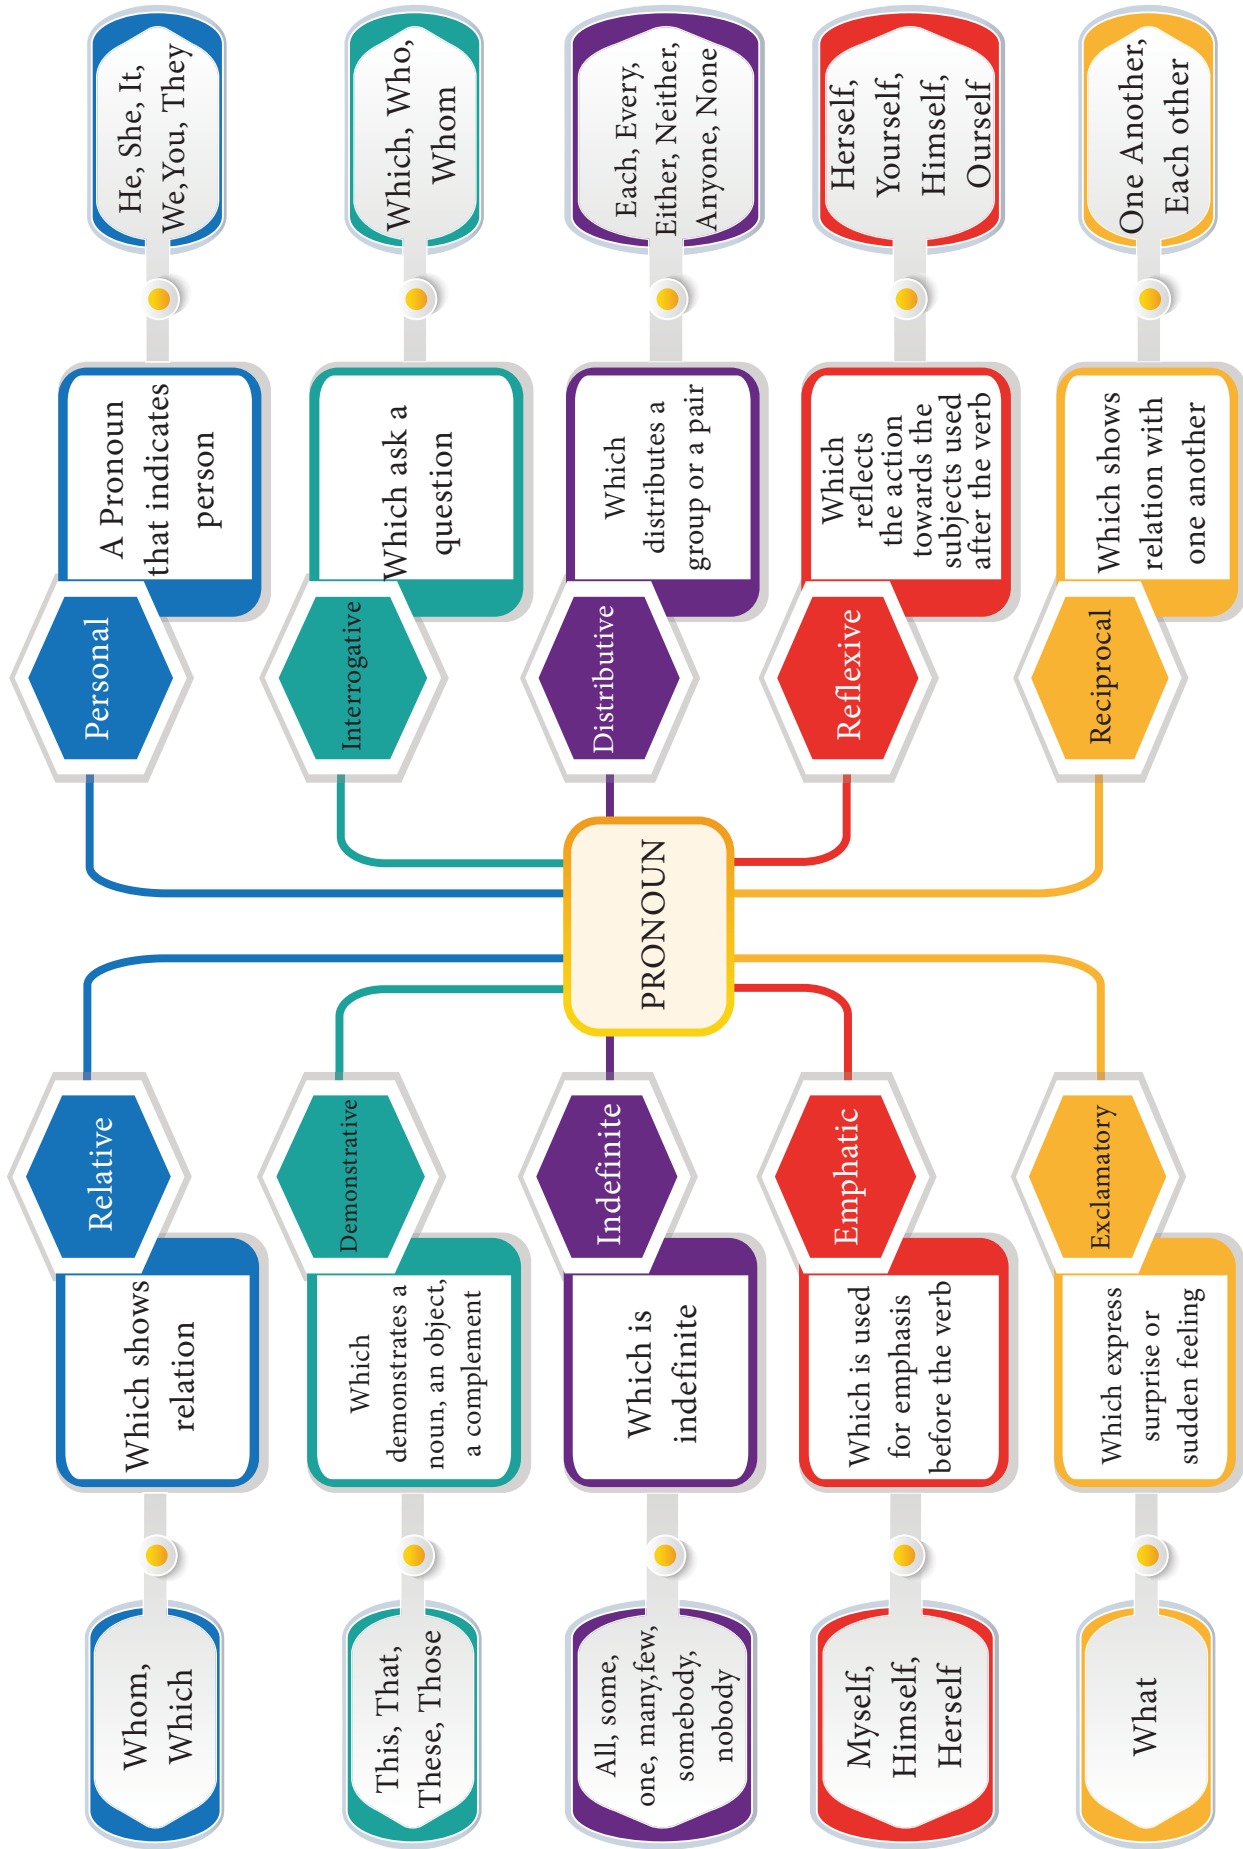 PRONOUN
Whom,
Which
Which shows
relation
Relative
Personal
A Pronoun
that indicates
person
He, She, It,
We,You, They
This, That,
These, Those
Which
demonstrates a
noun, an object,
a complement
Demonstrative
Interrogative
Which ask a
question
Which, Who,
Whom
All, some,
one, many,few,
somebody,
nobody
Which is
indefinite
Indefinite
Distributive
Which
distributes a
group or a pair
Each, Every,
Either, Neither,
Anyone, None
Myself,
Himself,
Herself
Which is used
for emphasis
before the verb
Emphatic
Reflexive
Which
reflects
the action
towards the
subjects used
after the verb
Herself,
Yourself,
Himself,
Ourself
What
Which express
surprise or
sudden feeling
Exclamatory
Reciprocal
Which shows
relation with
one another
One Another,
Each other